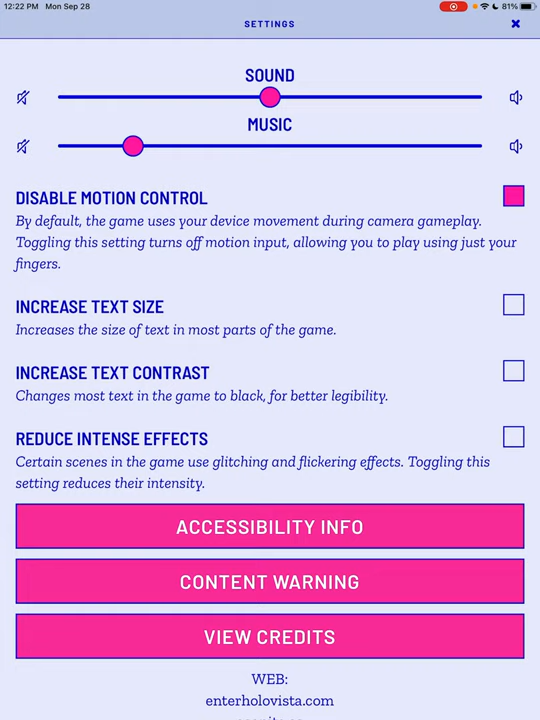 12:22 PM Mon Sep 28
81%
SETTINGS
SOUND
MUSIC
DISABLE MOTION CONTROL
By default, the game uses your device movement during camera gameplay.
Toggling this setting turns off motion input, allowing you to play using just your
fingers.
INCREASE TEXT SIZE
Increases the size of text in most parts of the game.
INCREASE TEXT CONTRAST
Changes most text in the game to black, for better legibility.
REDUCE INTENSE EFFECTS
Certain scenes in the game use glitching and flickering effects. Toggling this
setting reduces their intensity.
ACCESSIBILITY INFO
CONTENT WARNING
VIEW CREDITS
WEB:
enterholovista.com